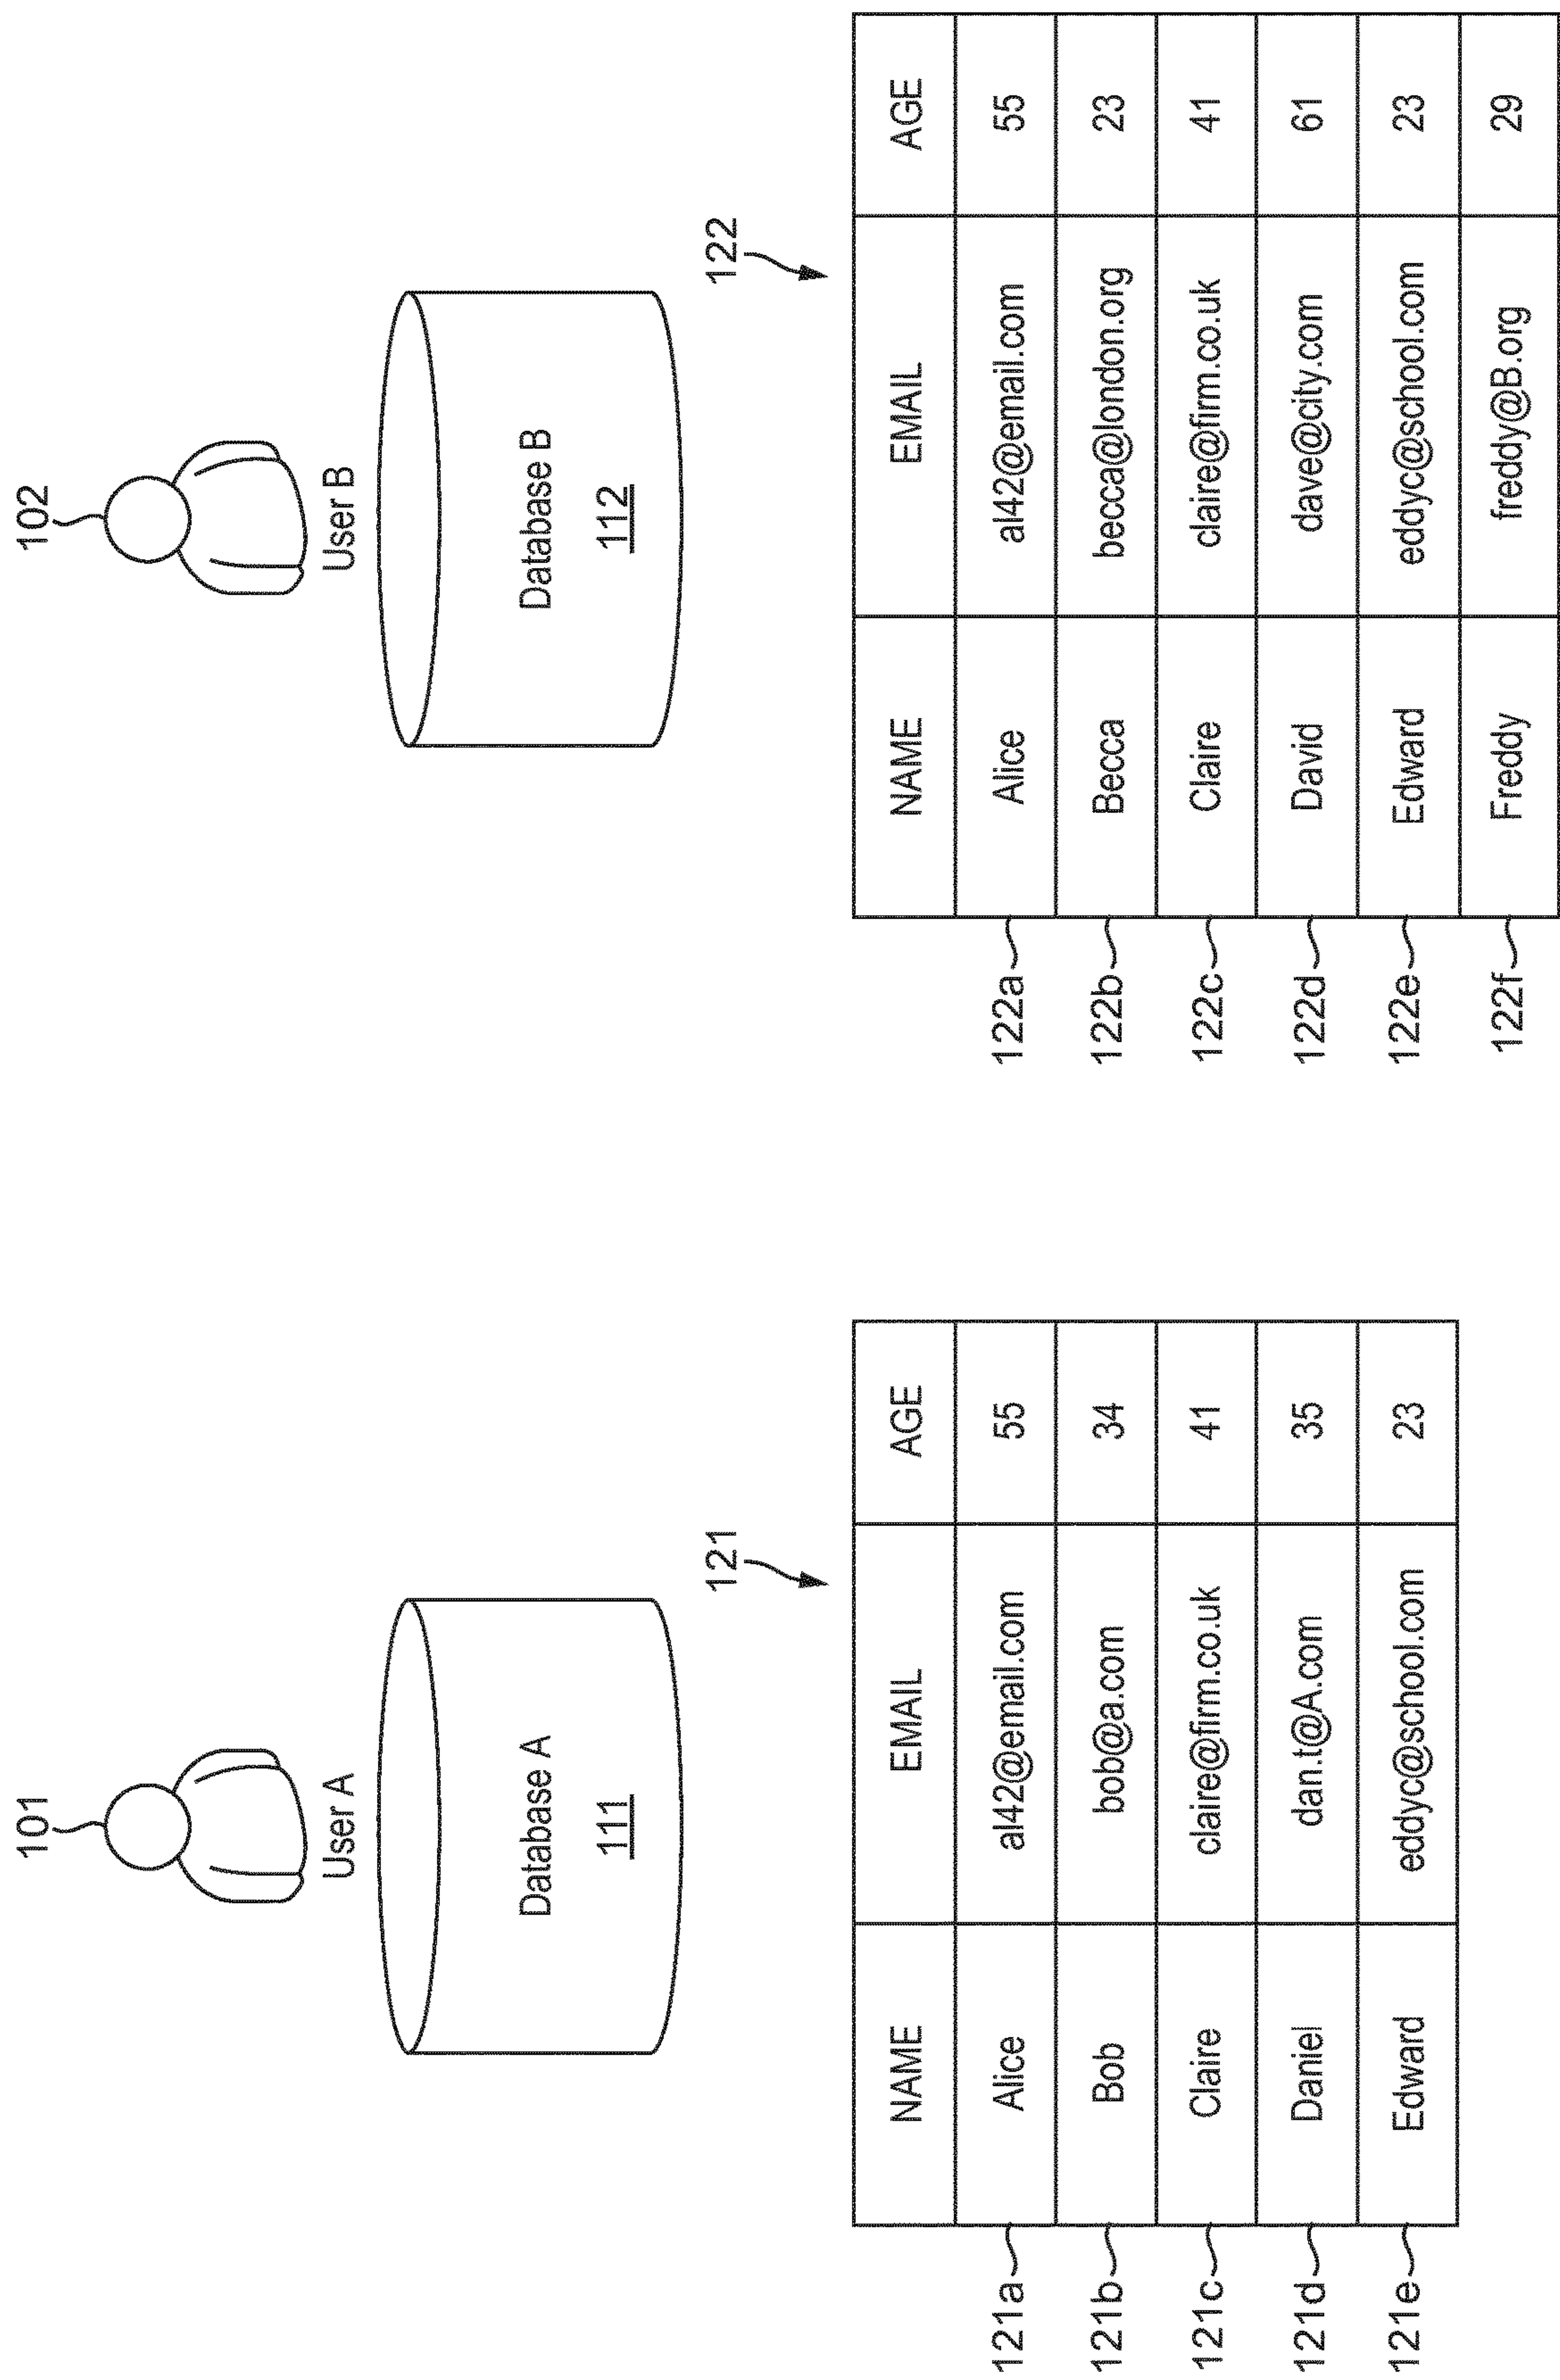 101
User A
Database A
111
121
NAME EMAIL AGE
121a Alice al42@email.com 55
121b Bob bob@a.com 34
121c Claire claire@firm.co.uk 41
121d Daniel dan.t@A.com 35
121e Edward eddyc@school.com 23
102
User B
Database B
112
122
NAME EMAIL AGE
122a Alice al42@email.com 55
122b Becca becca@london.org 23
122c Claire claire@firm.co.uk 41
122d David dave@city.com 61
122e Edward eddyc@school.com 23
122f Freddy freddy@B.org 29